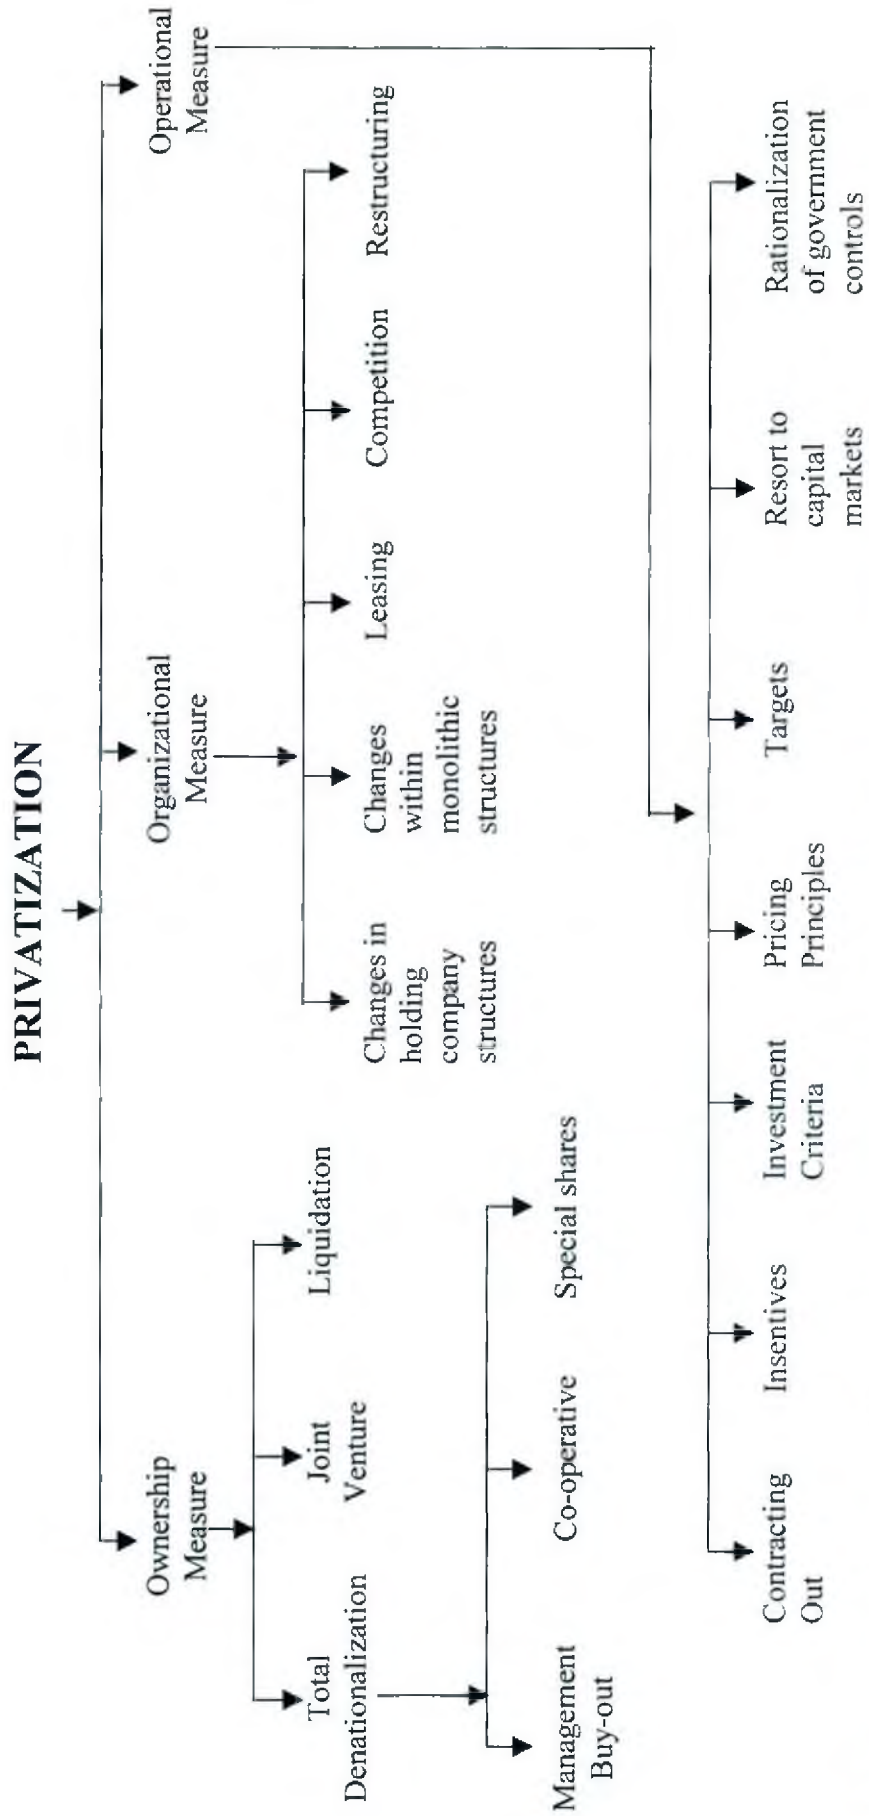 PRIVATIZATION
Ownership
Measure
Organizational
Measure
Operational
Measure
Total
Denationalization
Joint
Venture
Liquidation
Changes in
holding
company
structures
Changes
within
monolithic
structures
Leasing
Competition
Restructuring
Management
Buy-out
Co-operative
Special shares
Contracting
Out
Insentives
Investment
Criteria
Pricing
Principles
Targets
Resort to
capital
markets
Rationalization
of government
controls